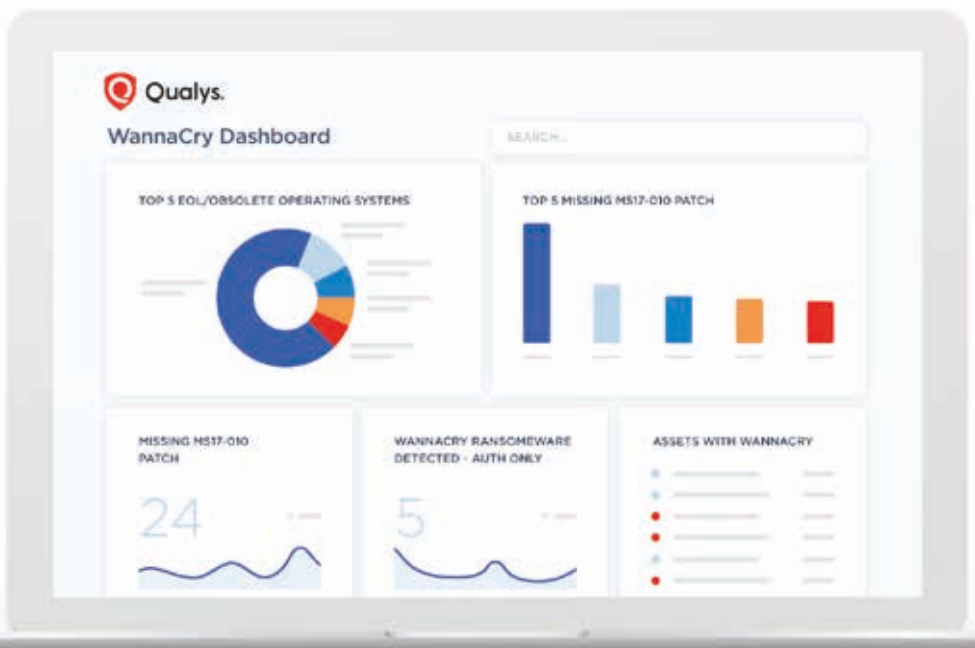 Qualys.
WannaCry Dashboard
SEARCH...
TOP 5 EOL/OBSOLETE OPERATING SYSTEMS
TOP 5 MISSING MS17-010 PATCH
MISSING MS17-010
PATCH
24
WANNACRY RANSOMEWARE
DETECTED - AUTH ONLY
5
ASSETS WITH WANNACRY